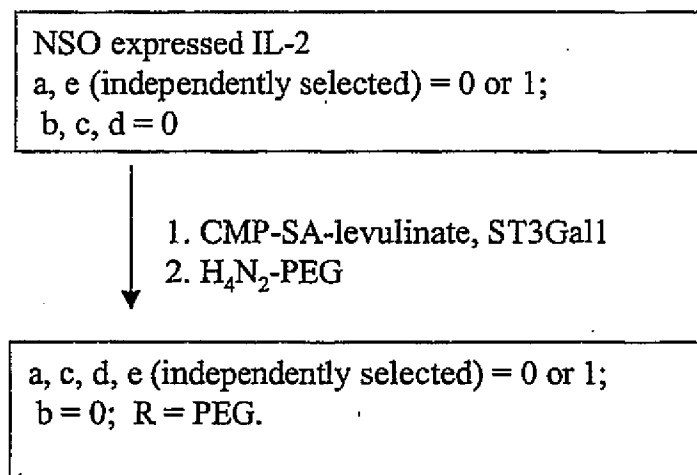 NSO expressed IL-2
a, e (independently selected) = 0 or 1;
b, c, d = 0
1. CMP-SA-levulinate, ST3Gal1
2. H₄N₂-PEG
a, c, d, e (independently selected) = 0 or 1;
b = 0; R = PEG.